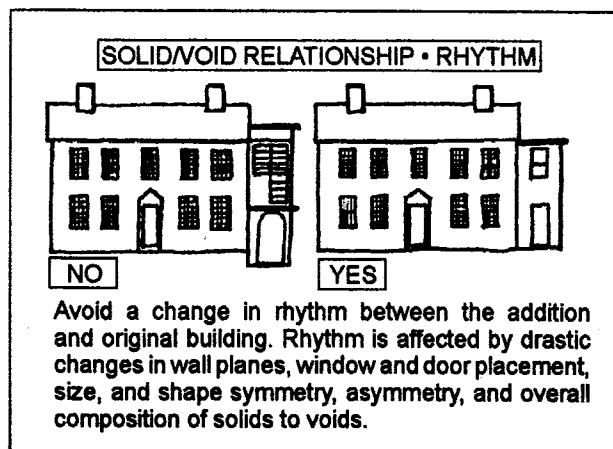 SOLID/VOID RELATIONSHIP • RHYTHM
NO
YES
Avoid a change in rhythm between the addition
and original building. Rhythm is affected by drastic
changes in wall planes, window and door placement,
size, and shape symmetry, asymmetry, and overall
composition of solids to voids.